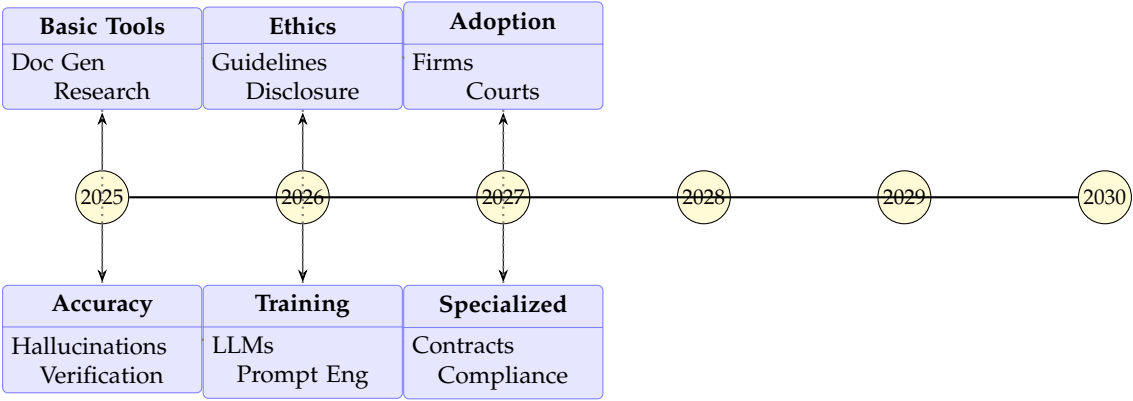 Basic Tools
Doc Gen
Research
Ethics
Guidelines
Disclosure
Adoption
Firms
Courts
2025
2026
2027
2028
2029
2030
Accuracy
Hallucinations
Verification
Training
LLMs
Prompt Eng
Specialized
Contracts
Compliance